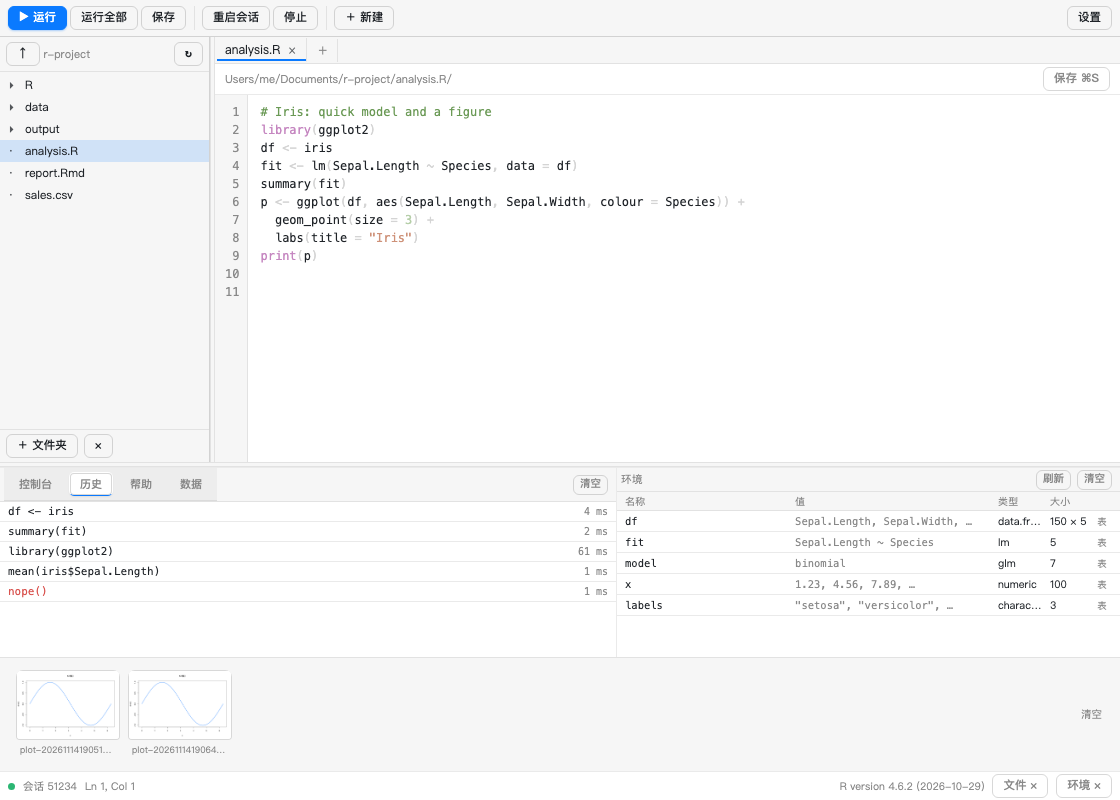 ▶ 运行 运行全部 保存 重启会话 停止 ＋ 新建 设置
↑ r-project ↻
R
data
output
analysis.R
report.Rmd
sales.csv
＋ 文件夹 ×
analysis.R × +
Users/me/Documents/r-project/analysis.R/ 保存 ⌘S
1 # Iris: quick model and a figure
2 library(ggplot2)
3 df <- iris
4 fit <- lm(Sepal.Length ~ Species, data = df)
5 summary(fit)
6 p <- ggplot(df, aes(Sepal.Length, Sepal.Width, colour = Species)) +
7 geom_point(size = 3) +
8 labs(title = "Iris")
9 print(p)
10
11
控制台 历史 帮助 数据 清空
df <- iris 4 ms
summary(fit) 2 ms
library(ggplot2) 61 ms
mean(iris$Sepal.Length) 1 ms
nope() 1 ms
环境 刷新 清空
名称 值 类型 大小
df Sepal.Length, Sepal.Width, … data.fr… 150 × 5 表
fit Sepal.Length ~ Species lm 5
model binomial glm 7 表
x 1.23, 4.56, 7.89, … numeric 100 表
labels "setosa", "versicolor", … charac… 3 表
plot-2026111419051… plot-2026111419064…
清空
会话 51234 Ln 1, Col 1
R version 4.6.2 (2026-10-29) 文件 × 环境 ×